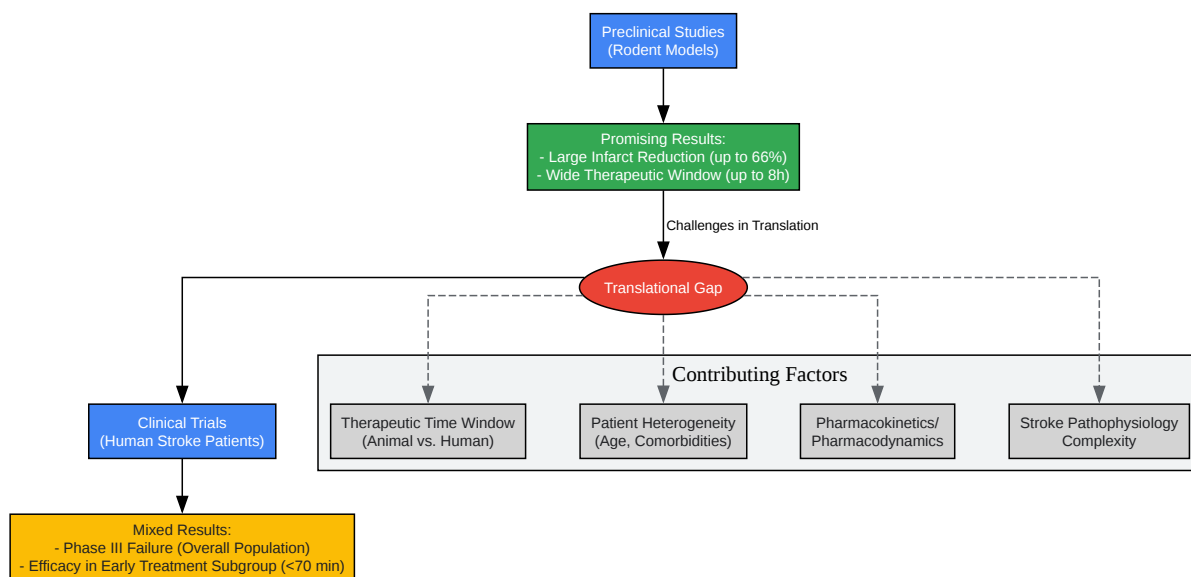 Preclinical Studies
(Rodent Models)
Promising Results:
- Large Infarct Reduction (up to 66%)
- Wide Therapeutic Window (up to 8h)
Challenges in Translation
Translational Gap
Contributing Factors
Therapeutic Time Window
(Animal vs. Human)
Patient Heterogeneity
(Age, Comorbidities)
Pharmacokinetics/
Pharmacodynamics
Stroke Pathophysiology
Complexity
Clinical Trials
(Human Stroke Patients)
Mixed Results:
- Phase III Failure (Overall Population)
- Efficacy in Early Treatment Subgroup (<70 min)